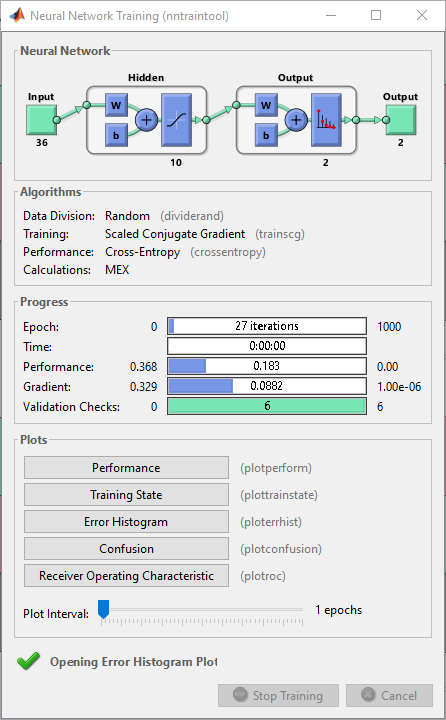 Neural Network Training (nntraintool)
Neural Network
Hidden
Output
Input
Output
W
W
b
b
36
10
2
2
Algorithms
Data Division: Random (dividerand)
Training: Scaled Conjugate Gradient (trainscg)
Performance: Cross-Entropy (crossentropy)
Calculations: MEX
Progress
Epoch: 0 27 iterations 1000
Time: 0:00:00
Performance: 0.368 0.183 0.00
Gradient: 0.329 0.0882 1.00e-06
Validation Checks: 0 6 6
Plots
Performance (plotperform)
Training State (plottrainstate)
Error Histogram (ploterrhist)
Confusion (plotconfusion)
Receiver Operating Characteristic (plotroc)
Plot Interval: 1 epochs
Opening Error Histogram Plot
Stop Training Cancel